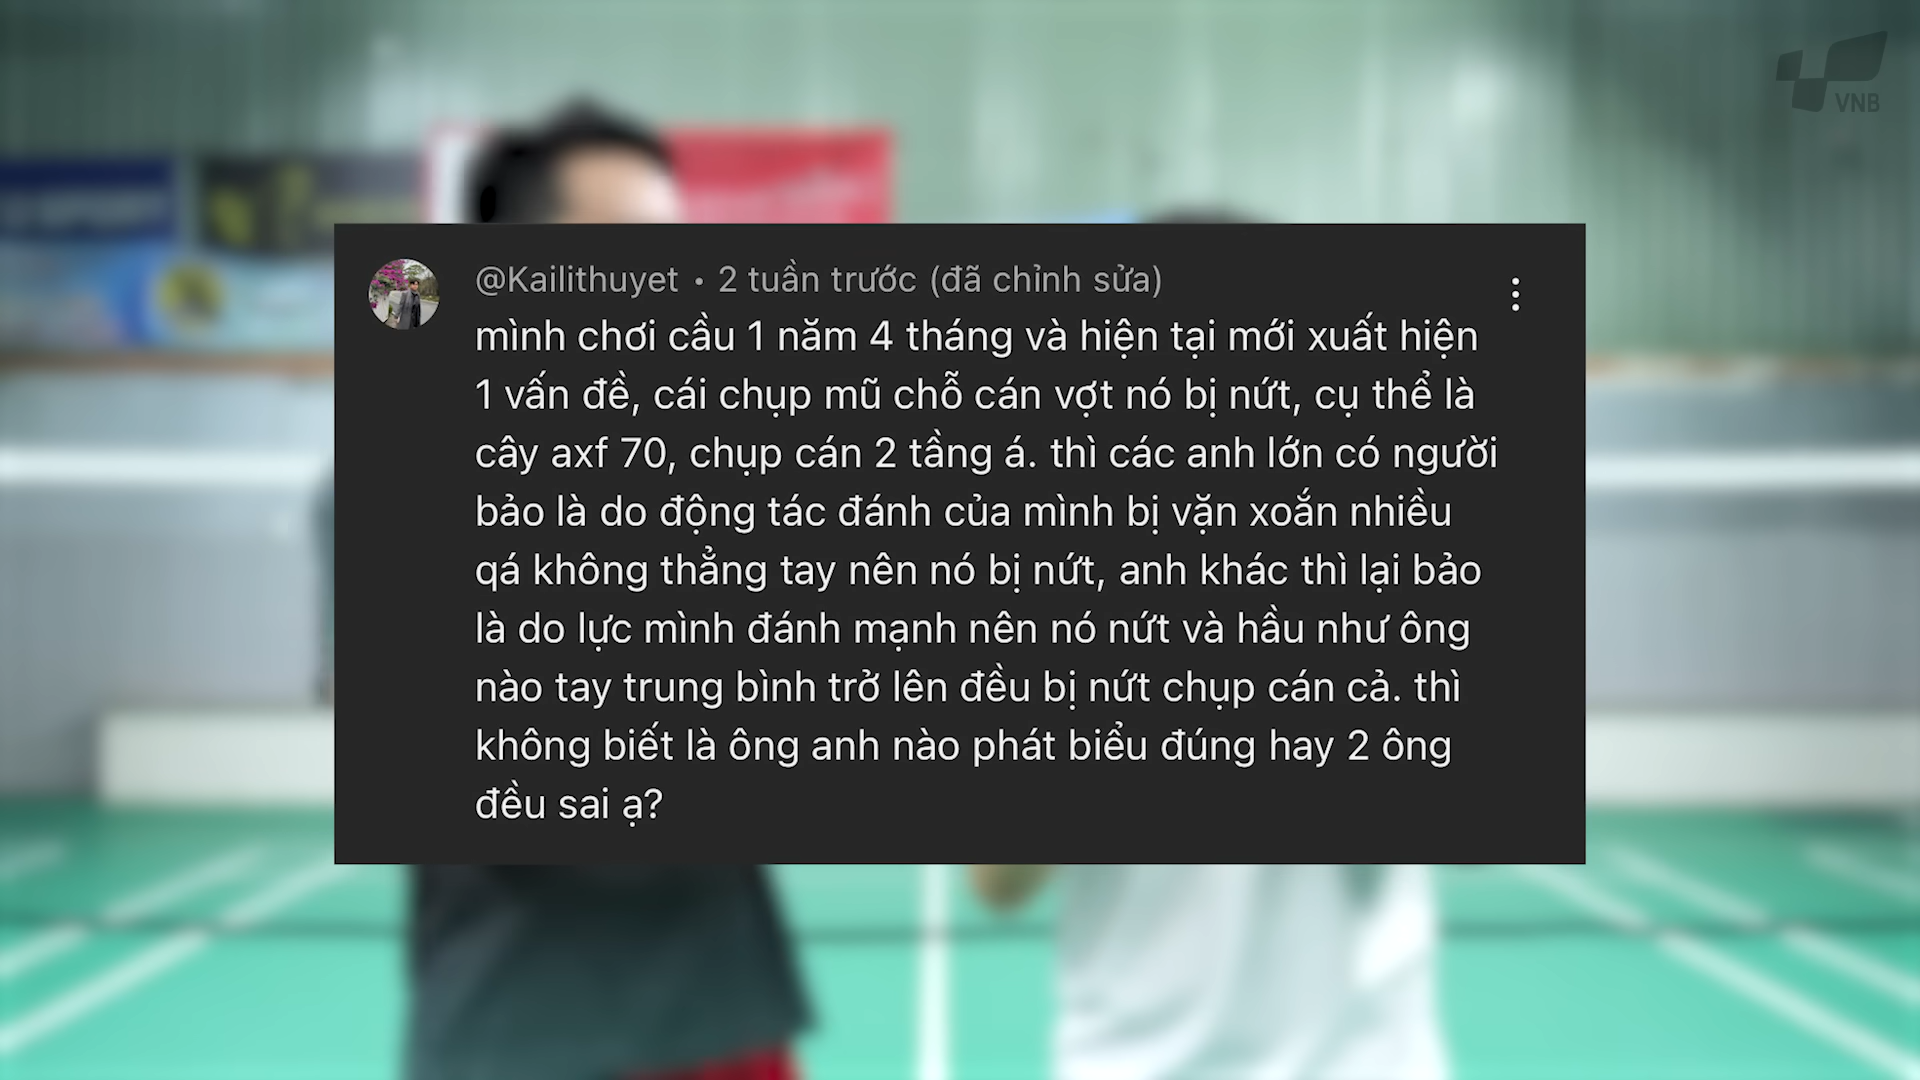 VNB
@Kailithuyet • 2 tuần trước (đã chỉnh sửa)
mình chơi cầu 1 năm 4 tháng và hiện tại mới xuất hiện
1 vấn đề, cái chụp mũ chỗ cán vợt nó bị nứt, cụ thể là
cây axf 70, chụp cán 2 tầng á. thì các anh lớn có người
bảo là do động tác đánh của mình bị vặn xoắn nhiều
qá không thẳng tay nên nó bị nứt, anh khác thì lại bảo
là do lực mình đánh mạnh nên nó nứt và hầu như ông
nào tay trung bình trở lên đều bị nứt chụp cán cả. thì
không biết là ông anh nào phát biểu đúng hay 2 ông
đều sai ạ?